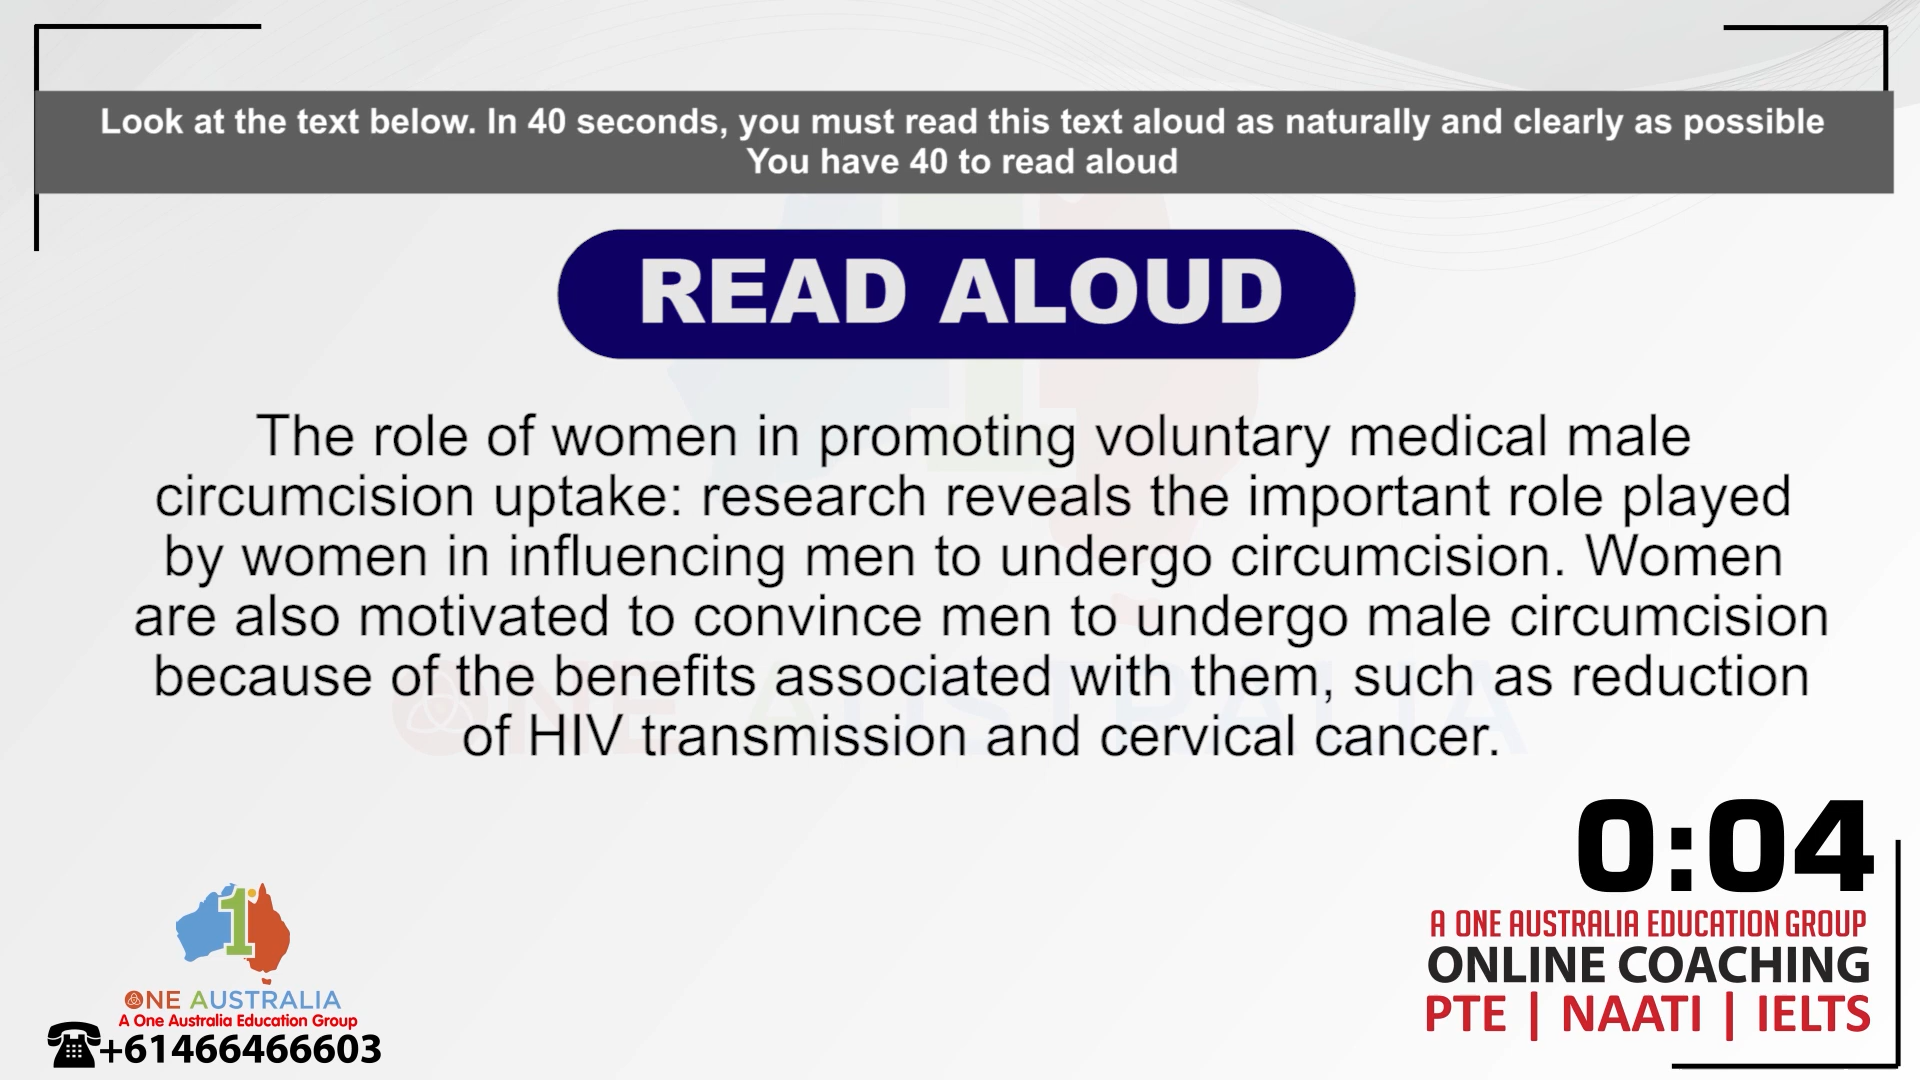 Look at the text below. In 40 seconds, you must read this text aloud as naturally and clearly as possible
You have 40 to read aloud
READ ALOUD
The role of women in promoting voluntary medical male
circumcision uptake: research reveals the important role played
by women in influencing men to undergo circumcision. Women
are also motivated to convince men to undergo male circumcision
because of the benefits associated with them, such as reduction
of HIV transmission and cervical cancer.
0:04
A ONE AUSTRALIA EDUCATION GROUP
ONLINE COACHING
PTE | NAATI | IELTS
1
ONE AUSTRALIA
A One Australia Education Group
+61466466603
ONE AUSTRALIA